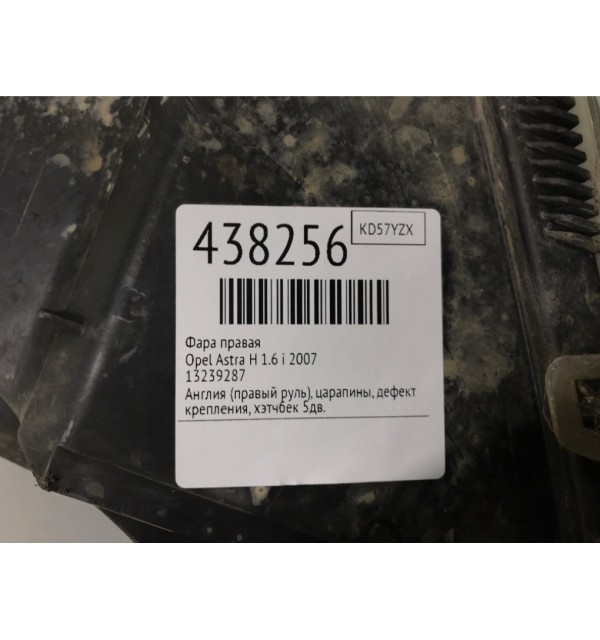 438256
KD57YZX
Фара правая
Opel Astra H 1.6 i 2007
13239287
Англия (правый руль), царапины, дефект
крепления, хэтчбек 5дв.